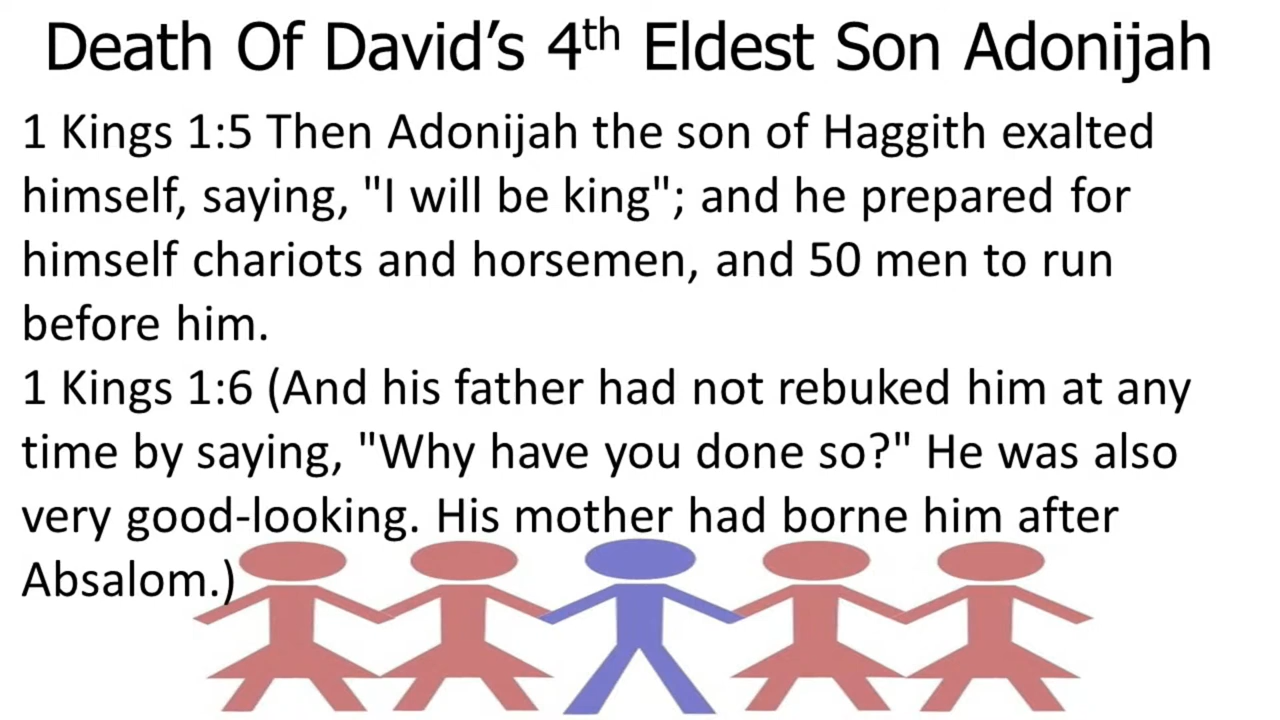 Death Of David’s 4th Eldest Son Adonijah
1 Kings 1:5 Then Adonijah the son of Haggith exalted
himself, saying, "I will be king"; and he prepared for
himself chariots and horsemen, and 50 men to run
before him.
1 Kings 1:6 (And his father had not rebuked him at any
time by saying, "Why have you done so?" He was also
very good-looking. His mother had borne him after
Absalom.)